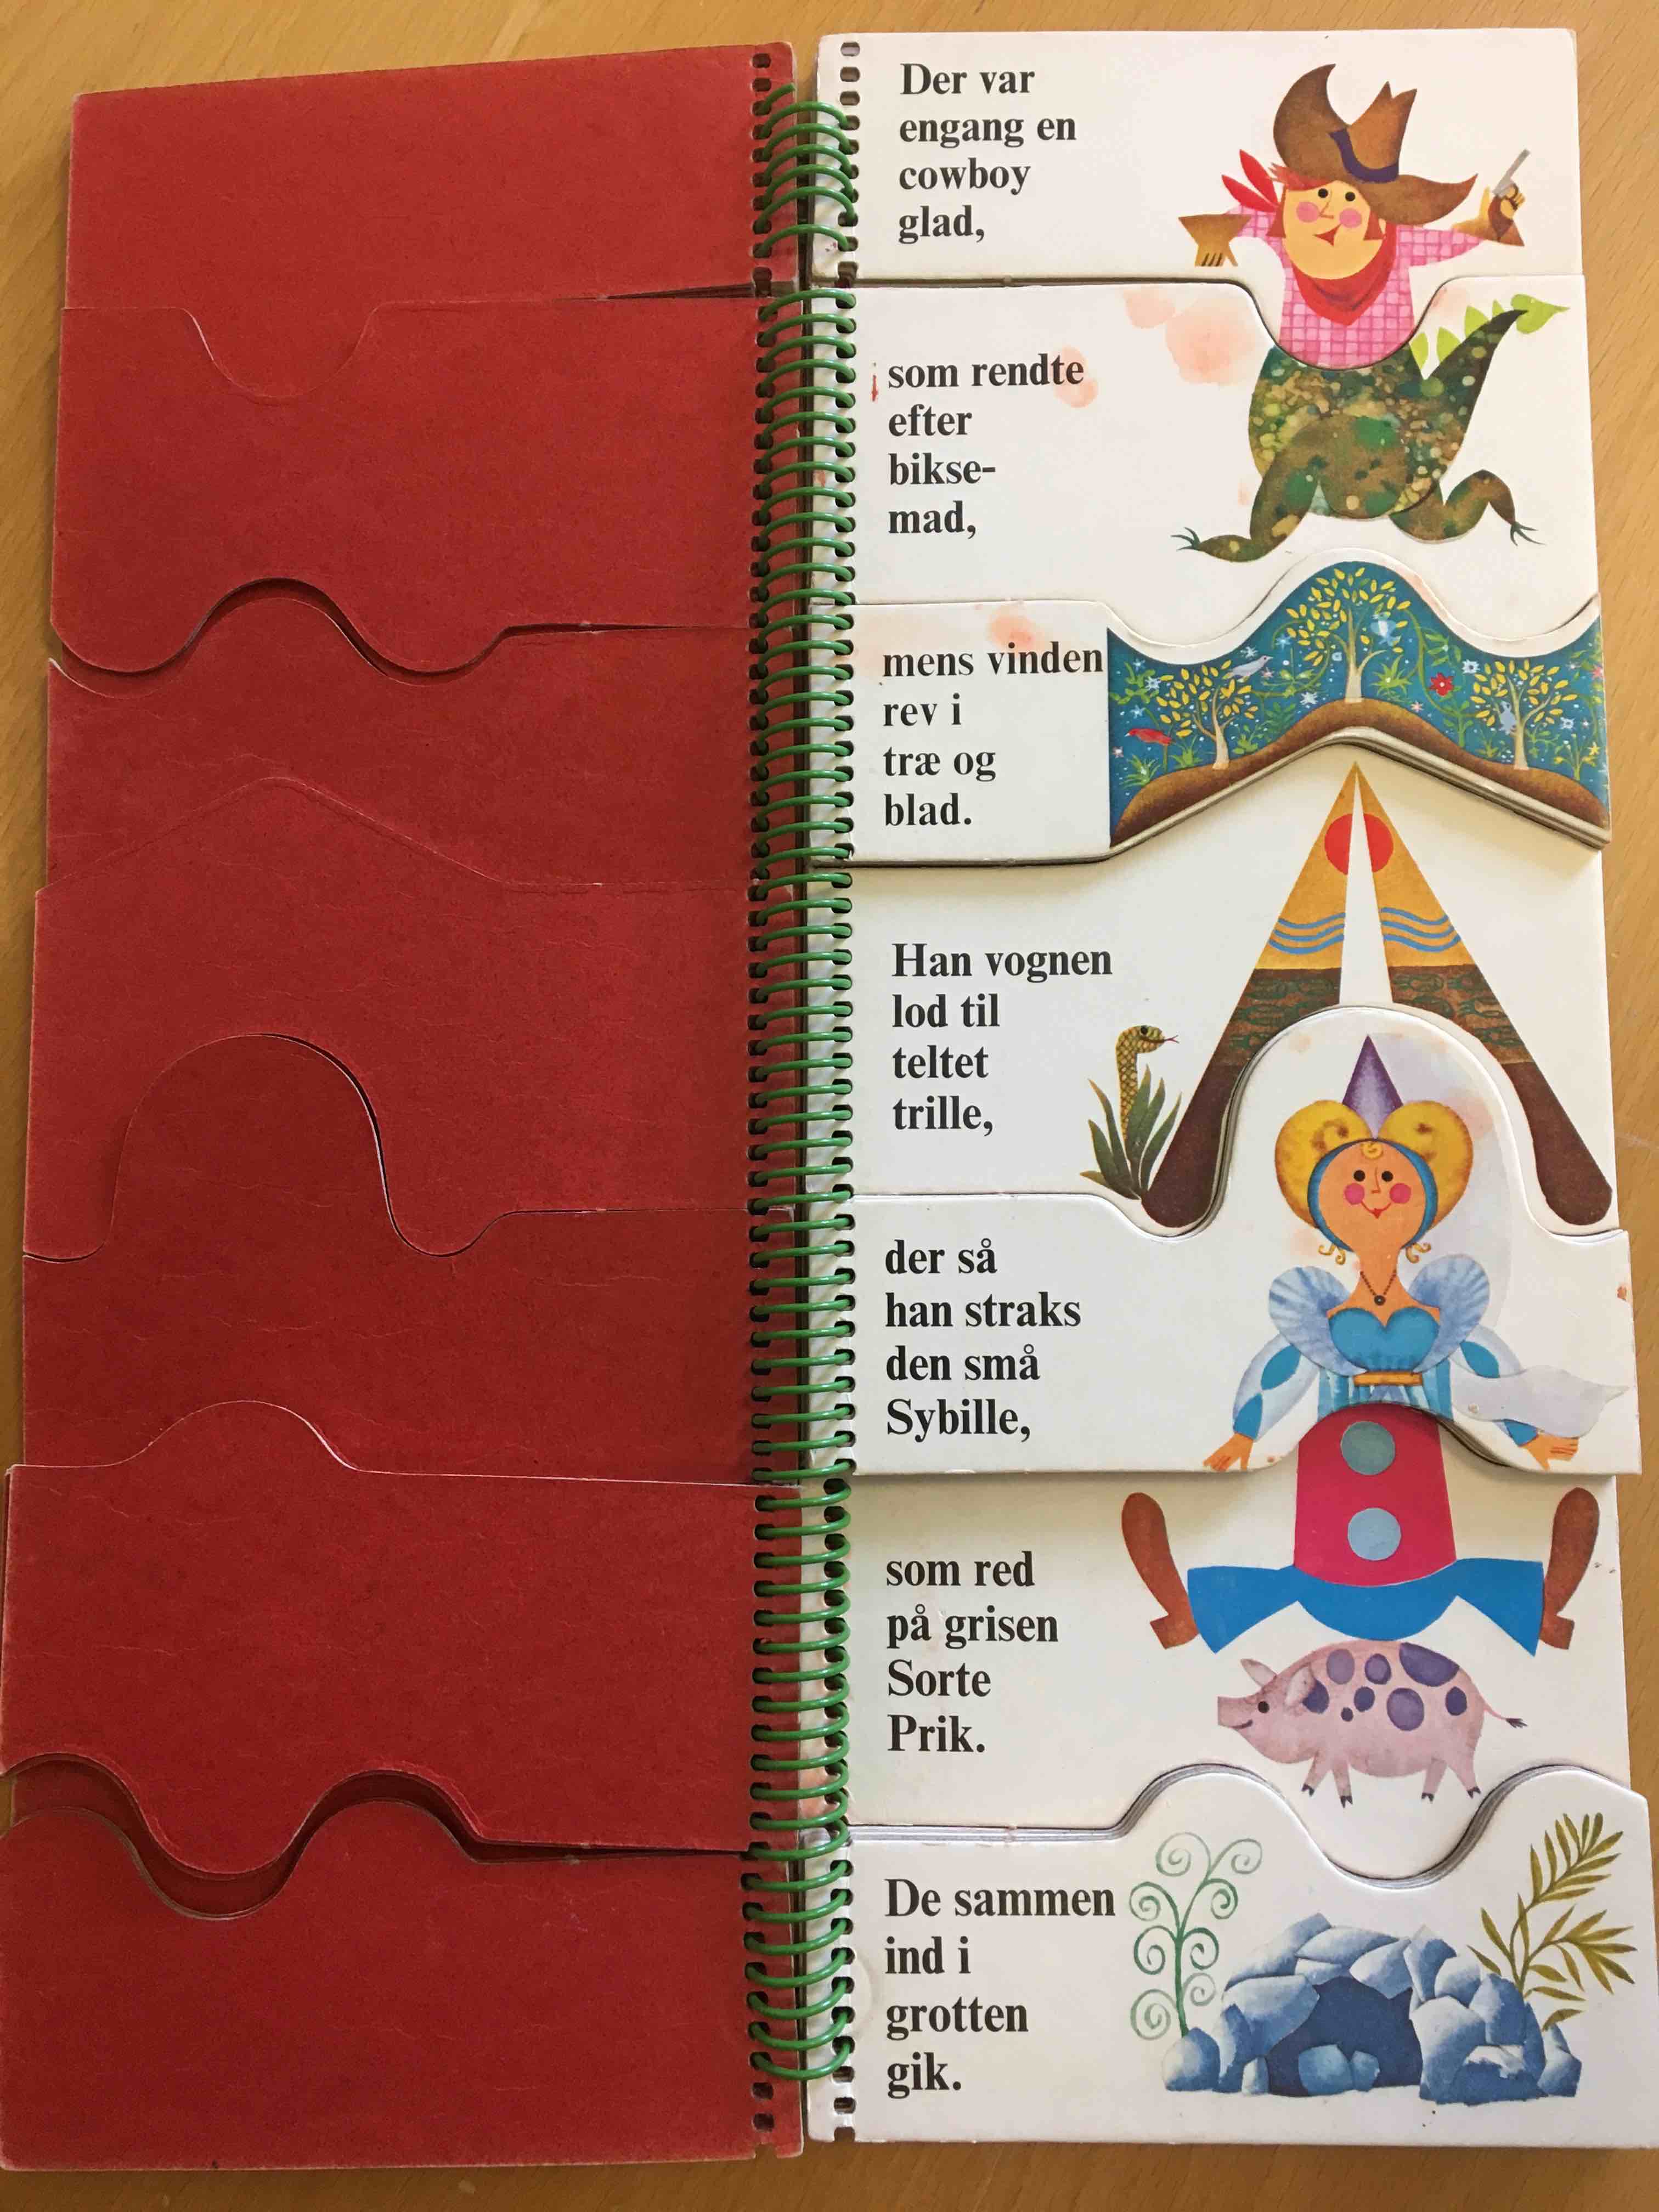 Der var
engang en
cowboy
glad,
som rendte
efter
bikse-
mad,
mens vinden
rev i
træ og
blad.
Han vognen
lod til
teltet
trille,
der så
han straks
den små
Sybille,
som red
på grisen
Sorte
Prik.
De sammen
ind i
grotten
gik.